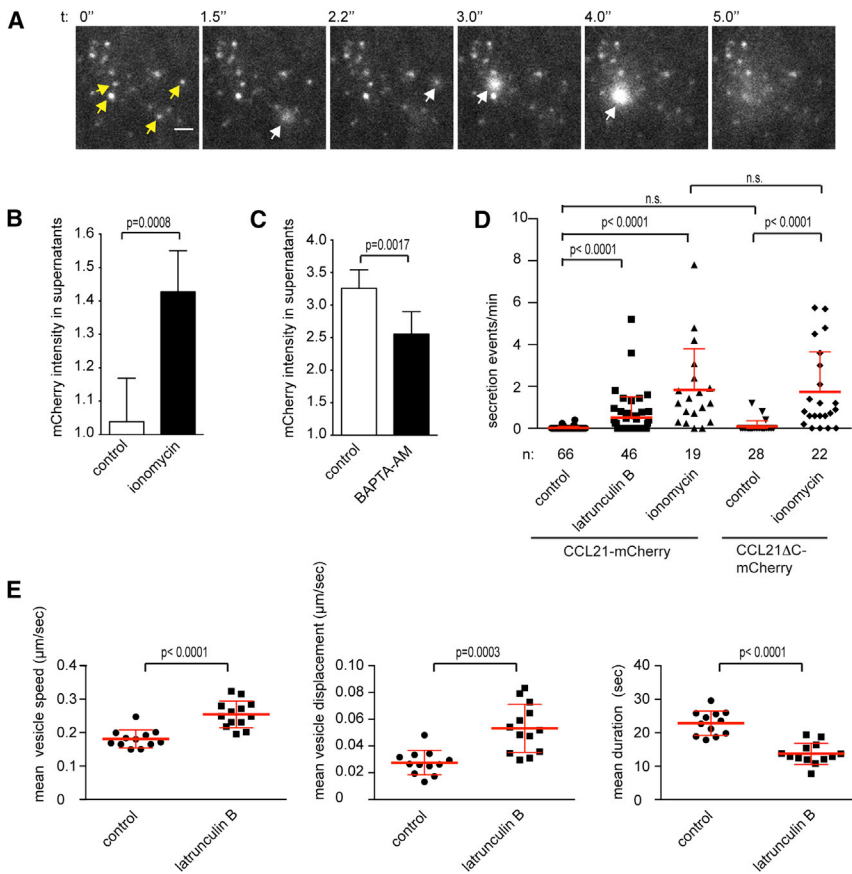 A
t: 0" 1.5" 2.2" 3.0" 4.0" 5.0"
B
mCherry intensity in supernatants
1.6
1.5
1.4
1.3
1.2
1.1
1.0
p=0.0008
control
ionomycin
C
mCherry intensity in supernatants
4.0
3.5
3.0
2.5
2.0
1.5
1.0
p=0.0017
control
BAPTA-AM
D
secretion events/min
10
8
6
4
2
0
n.s.
n.s.
p< 0.0001
p< 0.0001
p< 0.0001
n: 66 46 19 28 22
control
latrunculin B
ionomycin
control
ionomycin
CCL21-mCherry
CCL21ΔC-
mCherry
E
mean vesicle speed (μm/sec)
0.4
0.3
0.2
0.1
0
p< 0.0001
control
latrunculin B
mean vesicle displacement (μm/sec)
0.10
0.08
0.06
0.04
0.02
0
p=0.0003
control
latrunculin B
mean duration (sec)
40
30
20
10
0
p< 0.0001
control
latrunculin B